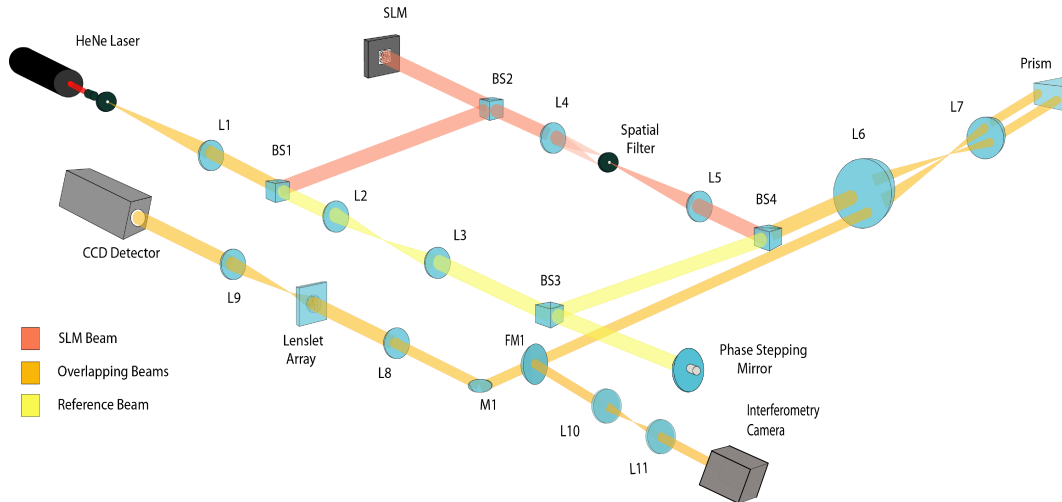 SLM
HeNe Laser
BS2
Prism
L7
L4
L6
Spatial
Filter
L1
BS1
L2
L5
BS4
CCD Detector
L3
L9
BS3
Lenslet
Array
SLM Beam
FM1
Phase Stepping
Mirror
L8
Overlapping Beams
M1
Reference Beam
Interferometry
Camera
L10
L11